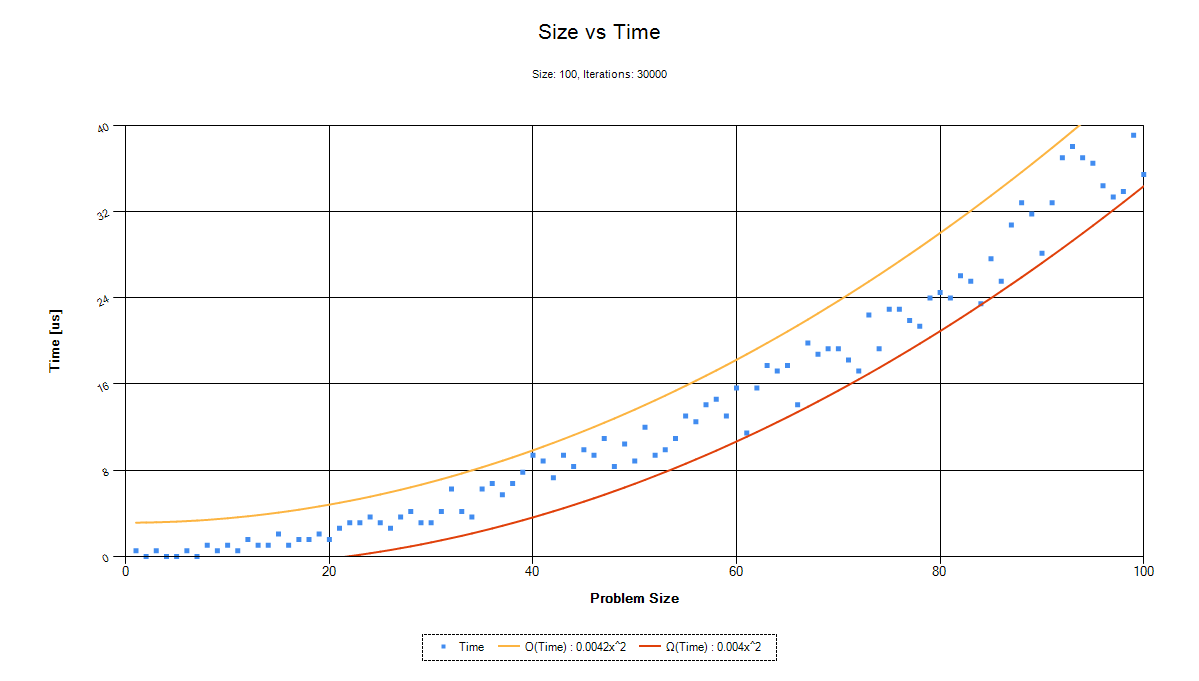 Size vs Time
Size: 100, Iterations: 30000
40
32
24
16
8
0
Time [us]
0 20 40 60 80 100
Problem Size
Time O(Time) : 0.0042x^2 Ω(Time) : 0.004x^2